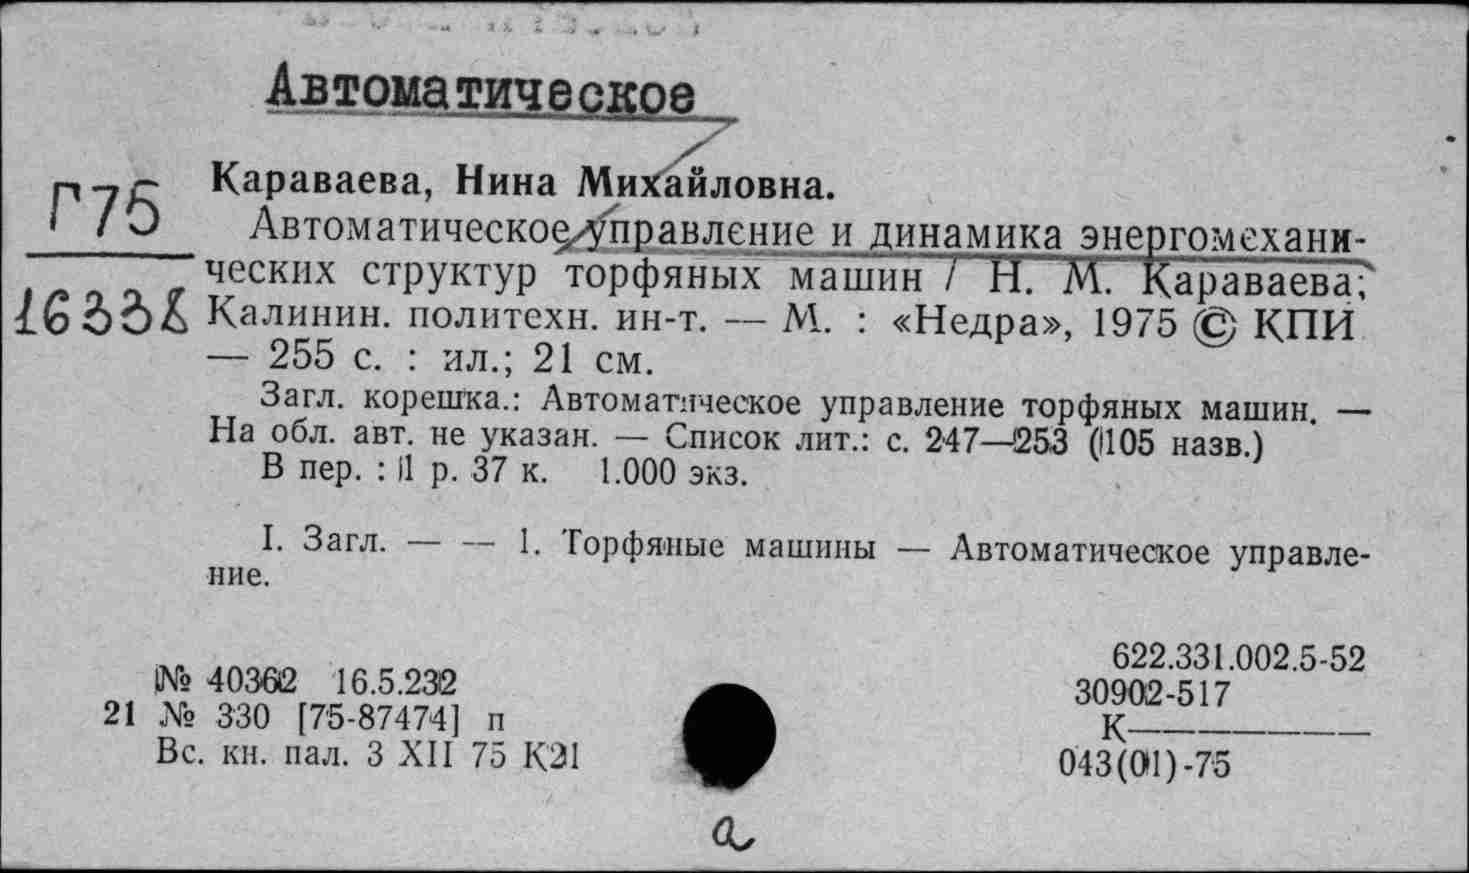 Автоматическое
Караваева, Нина Михайловна.
Г75
Автоматическое управление и динамика энергомехани-
ческих структур торфяных машин / Н. М. Караваева;
Калинин. политехн. ин-т. — М. : «Недра», 1975 © КПИ
— 255 с. : ил.; 21 см.
Загл. корешка.: Автоматическое управление торфяных машин. —
На обл. авт. не указан. — Список лит.: с. 247—253 (105 назв.)
В пер. : 1 р. 37 к. 1.000 экз.
I. Загл. — — 1. Торфяные машины — Автоматическое управле-
ние.
№ 40362 16.5.232
21 № 330 [75-87474] п
Вс. кн. пал. 3 XII 75 К21
622.331.002.5-52
30902-517
К————
043(01)-75
а